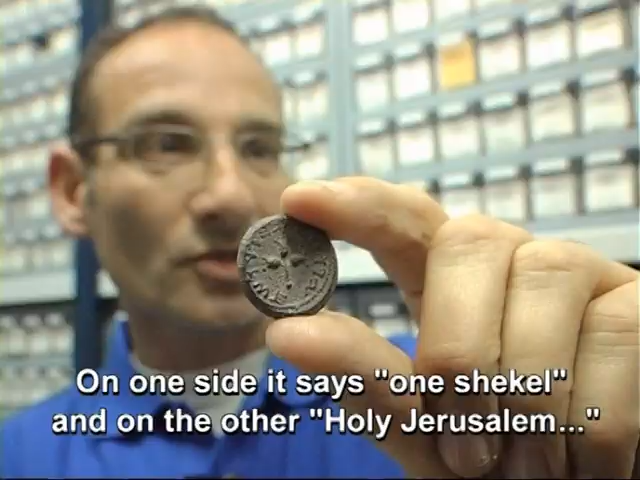 On one side it says "one shekel"
and on the other "Holy Jerusalem..."